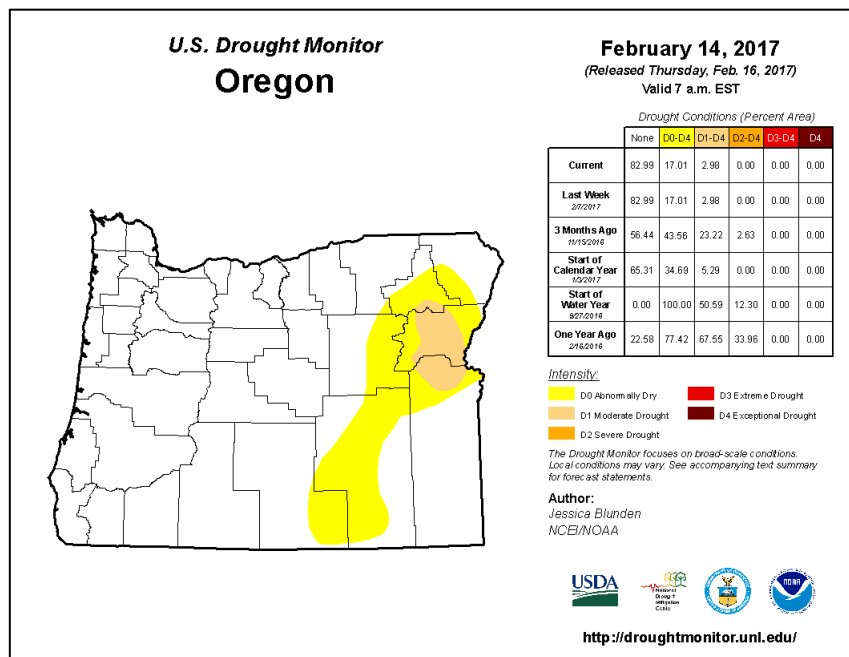 U.S. Drought Monitor
Oregon
February 14, 2017
(Released Thursday, Feb. 16, 2017)
Valid 7 a.m. EST
Drought Conditions (Percent Area)
None D0-D4 D1-D4 D2-D4 D3-D4 D4
Current 82.99 17.01 2.98 0.00 0.00 0.00
Last Week 82.99 17.01 2.98 0.00 0.00 0.00
2/7/2017
3 Months Ago 56.44 43.56 23.22 2.63 0.00 0.00
11/15/2016
Start of
Calendar Year 65.31 34.69 5.29 0.00 0.00 0.00
1/3/2017
Start of
Water Year 0.00 100.00 50.59 12.30 0.00 0.00
9/27/2016
One Year Ago 22.58 77.42 67.55 33.96 0.00 0.00
2/16/2016
Intensity:
D0 Abnormally Dry D3 Extreme Drought
D1 Moderate Drought D4 Exceptional Drought
D2 Severe Drought
The Drought Monitor focuses on broad-scale conditions.
Local conditions may vary. See accompanying text summary
for forecast statements.
Author:
Jessica Blunden
NCEI/NOAA
USDA
National
Drought
Mitigation
Center
NOAA
http://droughtmonitor.unl.edu/